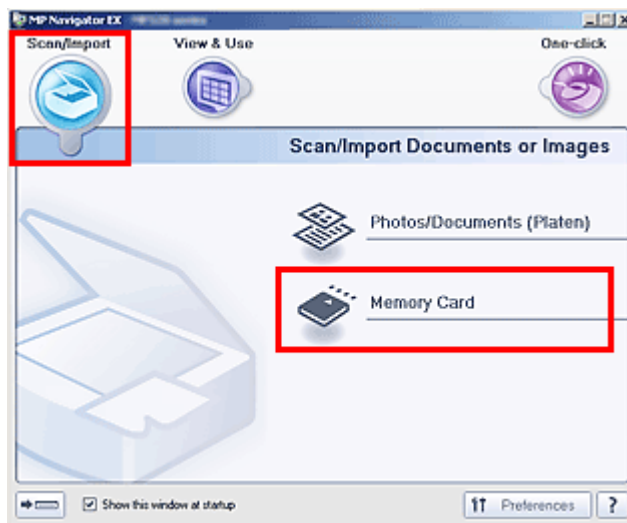 MP Navigator EX
Scan/Import View & Use One-click
Scan/Import Documents or Images
Photos/Documents (Platen)
Memory Card
Show this window at startup Preferences ?